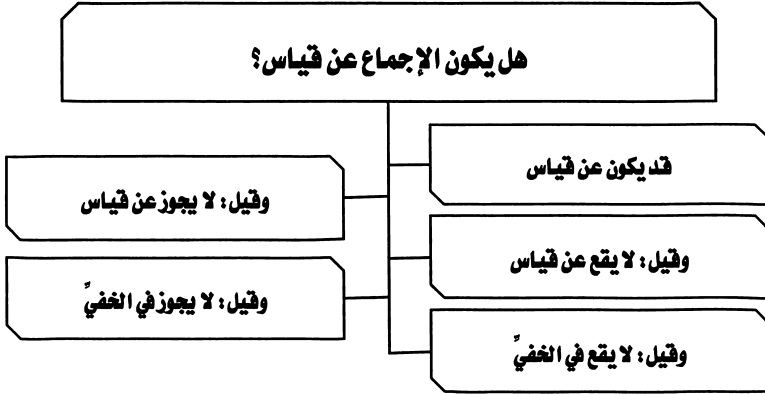 هل يكون الإجماع عن قياس؟
قد يكون عن قياس
وقيل: لا يجوز عن قياس
وقيل: لا يقع عن قياس
وقيل: لا يجوز في الخفيِّ
وقيل: لا يقع في الخفيِّ